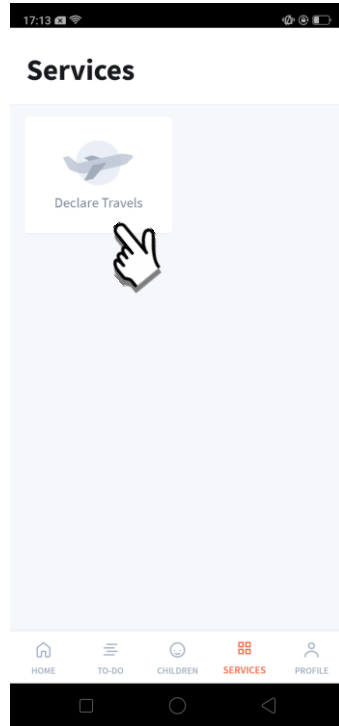 17:13
Services
Declare Travels
HOME TO-DO CHILDREN SERVICES PROFILE